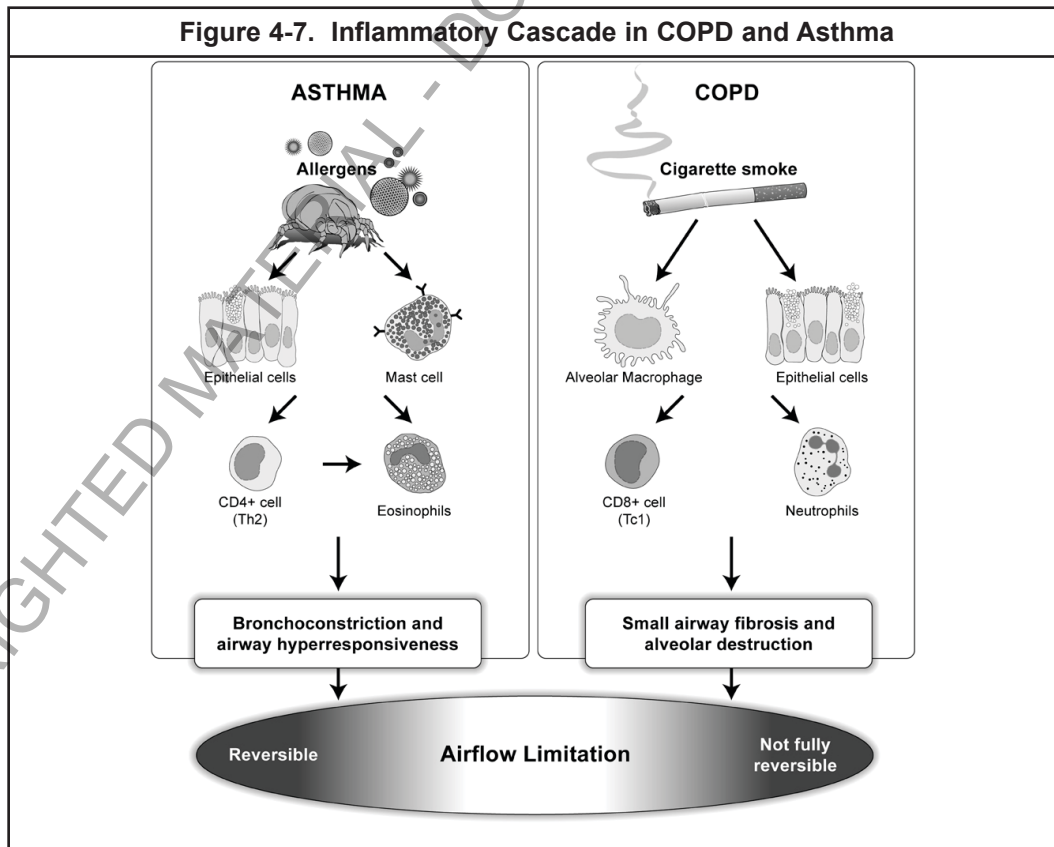 Figure 4-7. Inflammatory Cascade in COPD and Asthma
ASTHMA
Allergens
Epithelial cells
Mast cell
CD4+ cell
(Th2)
Eosinophils
Bronchoconstriction and
airway hyperresponsiveness
COPD
Cigarette smoke
Alveolar Macrophage
Epithelial cells
CD8+ cell
(Tc1)
Neutrophils
Small airway fibrosis and
alveolar destruction
Reversible
Airflow Limitation
Not fully
reversible
MATERIAL -